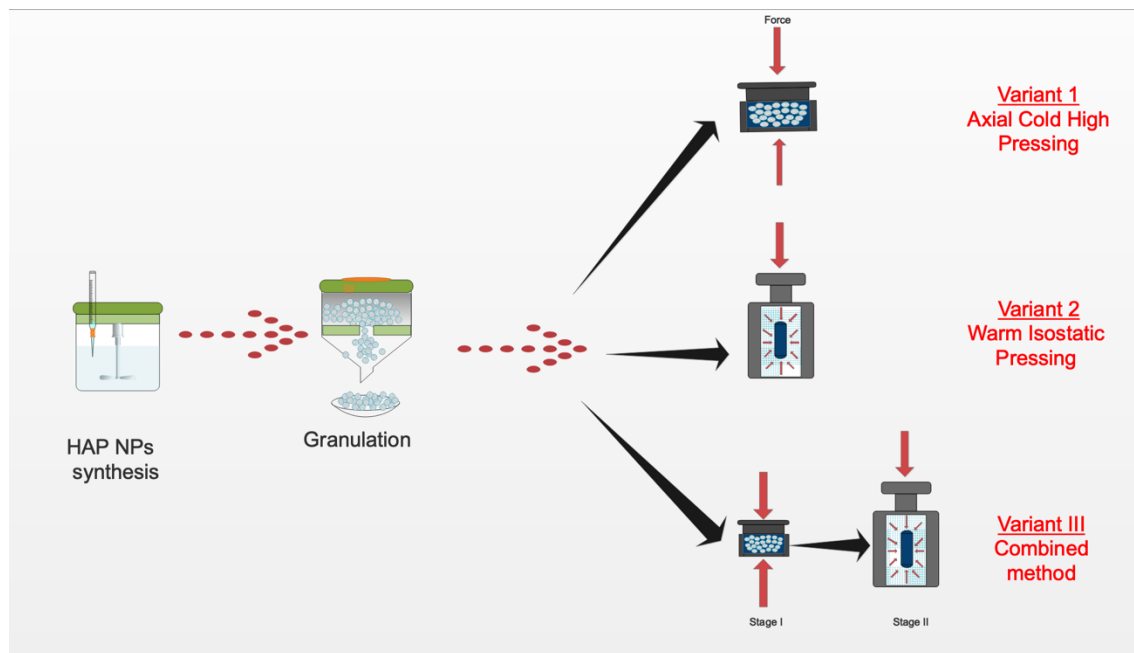 Force
Variant 1
Axial Cold High
Pressing
Variant 2
Warm Isostatic
Pressing
HAP NPs
synthesis
Granulation
Variant III
Combined
method
Stage I
Stage II